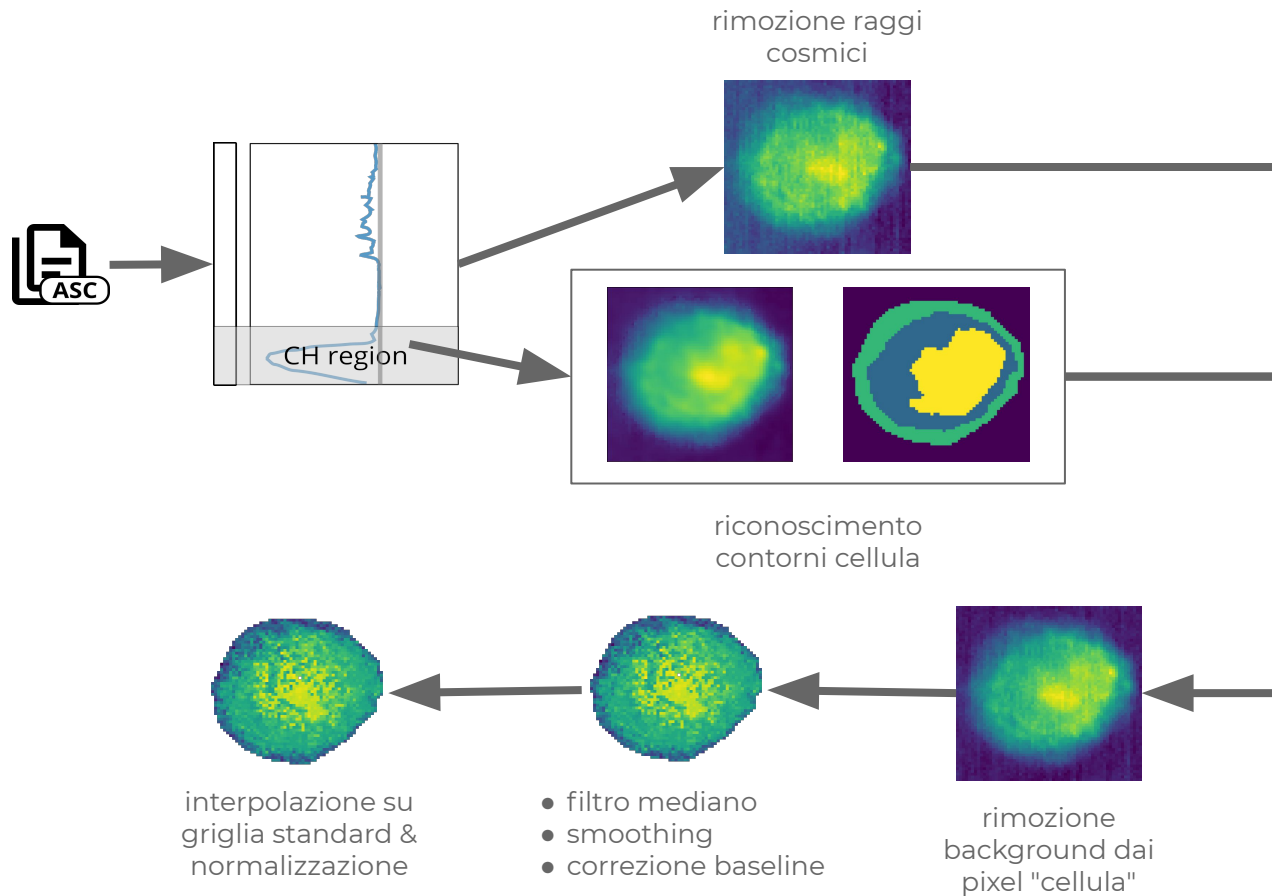 rimozione raggi
cosmici
ASC
CH region
riconoscimento
contorni cellula
interpolazione su
griglia standard &
normalizzazione
● filtro mediano
● smoothing
● correzione baseline
rimozione
background dai
pixel "cellula"